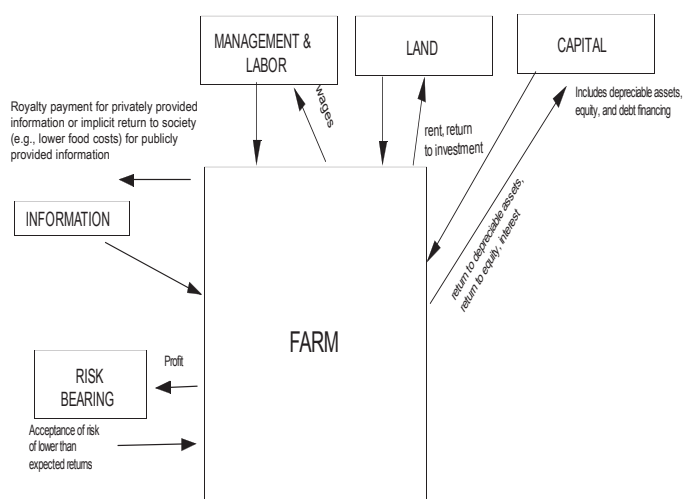 MANAGEMENT &
LABOR
LAND
CAPITAL
wages
rent, return
to investment
Includes depreciable assets,
equity, and debt financing
return to depreciable assets,
return to equity, interest
Royalty payment for privately provided
information or implicit return to society
(e.g., lower food costs) for publicly
provided information
INFORMATION
FARM
RISK
BEARING
Profit
Acceptance of risk
of lower than
expected returns